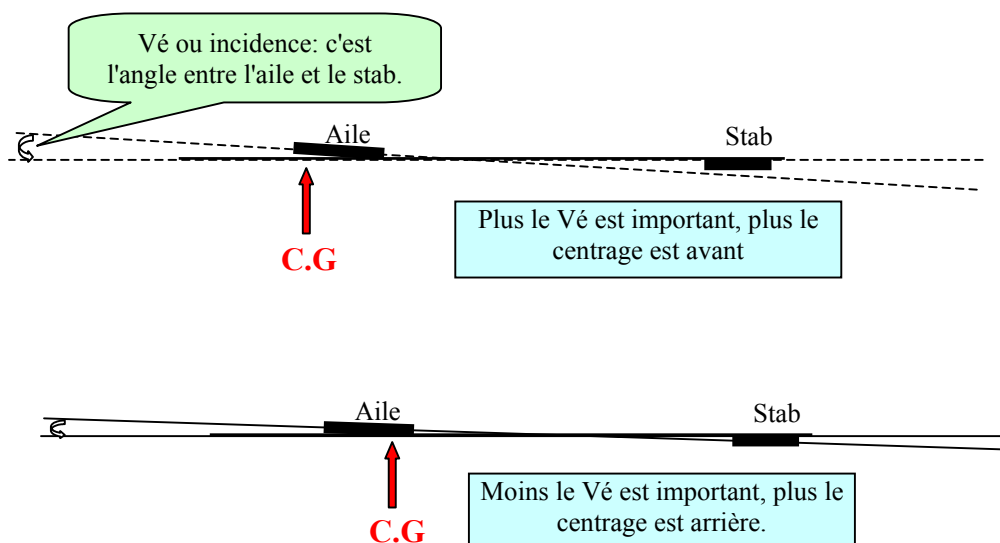 Vé ou incidence: c'est
l'angle entre l'aile et le stab.
Aile
Stab
Plus le Vé est important, plus le
centrage est avant
C.G
Aile
Stab
Moins le Vé est important, plus le
centrage est arrière.
C.G